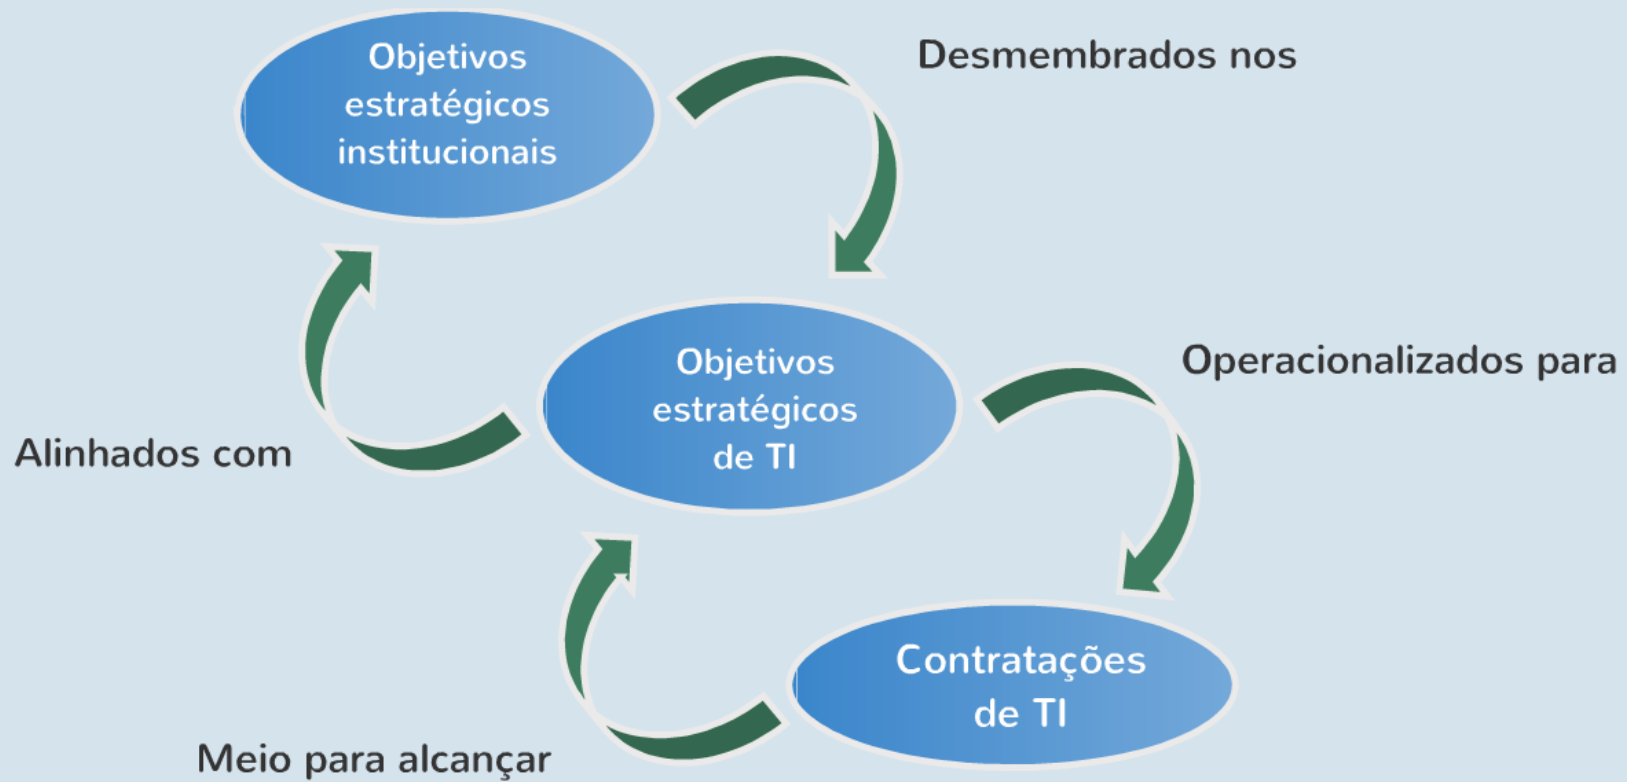 Objetivos
estratégicos
institucionais
Desmembrados nos
Objetivos
estratégicos
de TI
Operacionalizados para
Alinhados com
Contratações
de TI
Meio para alcançar